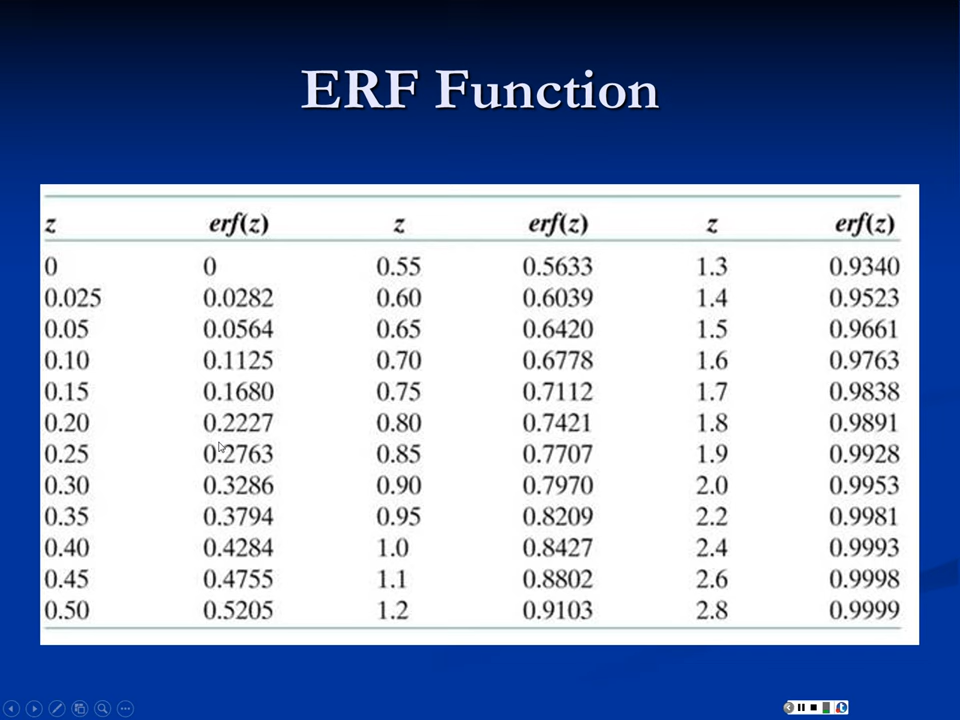 ERF Function
z erf(z) z erf(z) z erf(z)
0 0 0.55 0.5633 1.3 0.9340
0.025 0.0282 0.60 0.6039 1.4 0.9523
0.05 0.0564 0.65 0.6420 1.5 0.9661
0.10 0.1125 0.70 0.6778 1.6 0.9763
0.15 0.1680 0.75 0.7112 1.7 0.9838
0.20 0.2227 0.80 0.7421 1.8 0.9891
0.25 0.2763 0.85 0.7707 1.9 0.9928
0.30 0.3286 0.90 0.7970 2.0 0.9953
0.35 0.3794 0.95 0.8209 2.2 0.9981
0.40 0.4284 1.0 0.8427 2.4 0.9993
0.45 0.4755 1.1 0.8802 2.6 0.9998
0.50 0.5205 1.2 0.9103 2.8 0.9999